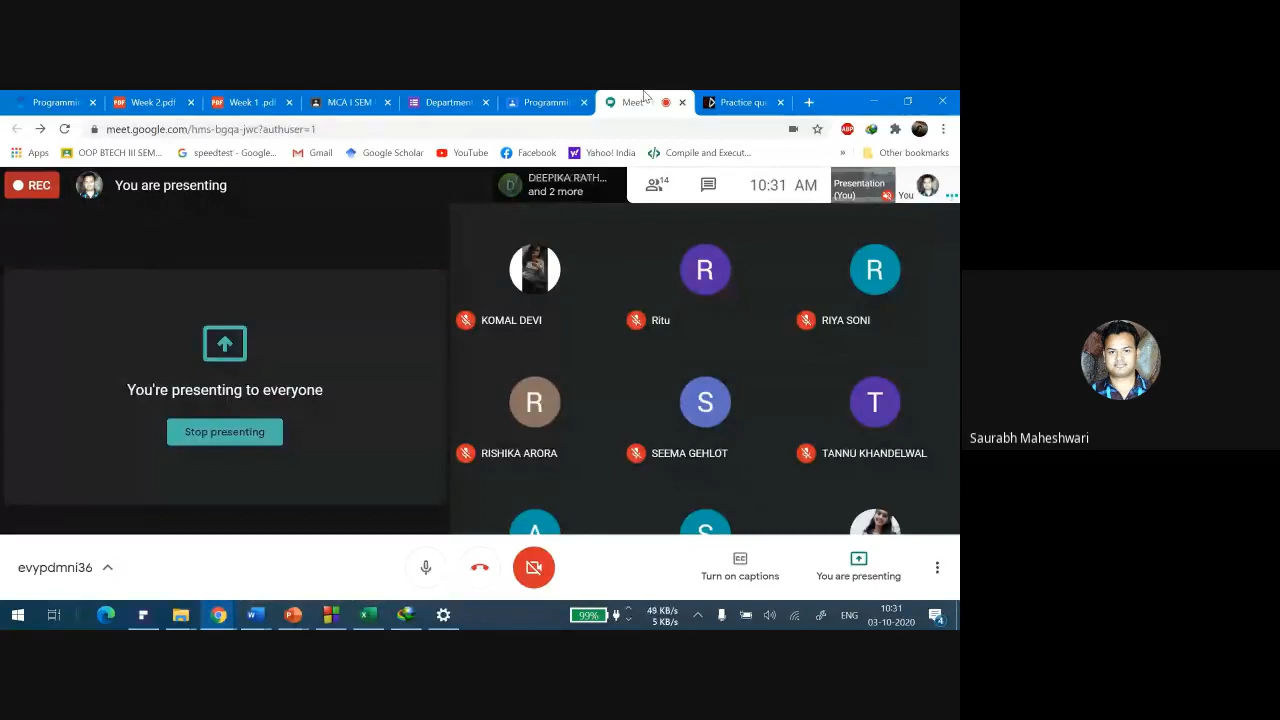 Programmi
Week 2.pdf
Week 1 .pdf
MCA I SEM
Department
Programmi
Meet
Practice que
meet.google.com/hms-bgqa-jwc?authuser=1
ABP
Apps
OOP BTECH III SEM...
speedtest - Google...
Gmail
Google Scholar
YouTube
Facebook
Yahoo! India
Compile and Execut...
»
Other bookmarks
REC
You are presenting
D
DEEPIKA RATH...
and 2 more
14
10:31 AM
Presentation
(You)
You
R
R
KOMAL DEVI
Ritu
RIYA SONI
You're presenting to everyone
Stop presenting
R
S
T
RISHIKA ARORA
SEEMA GEHLOT
TANNU KHANDELWAL
A
S
Saurabh Maheshwari
evypdmni36
CC
Turn on captions
You are presenting
99%
49 KB/s
5 KB/s
ENG
10:31
03-10-2020
4